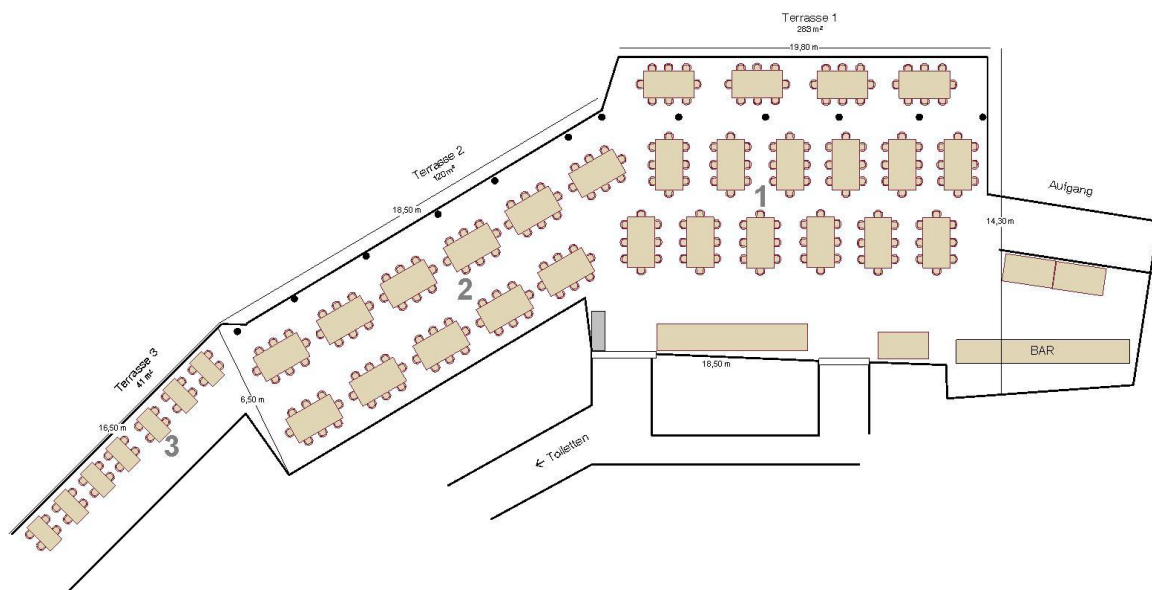 Terrasse 1
263 m²
19,80 m
Terrasse 2
120 m²
18,50 m
1
Aufgang
14,30 m
2
Terrasse 3
41 m²
16,50 m
3
6,50 m
18,50 m
BAR
← Toiletten